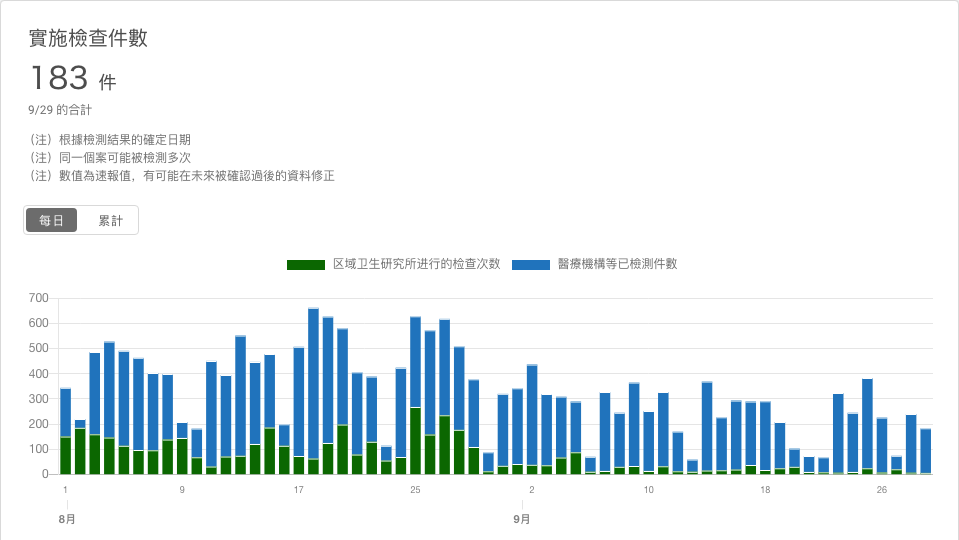 實施檢查件數
183 件
9/29 的合計
（注）根據檢測結果的確定日期
（注）同一個案可能被檢測多次
（注）數值為速報值，有可能在未來被確認過後的資料修正
每日 累計
区域卫生研究所进行的检查次数 醫療機構等已檢測件數
700
600
500
400
300
200
100
0
1 9 17 25 2 10 18 26
8月 9月